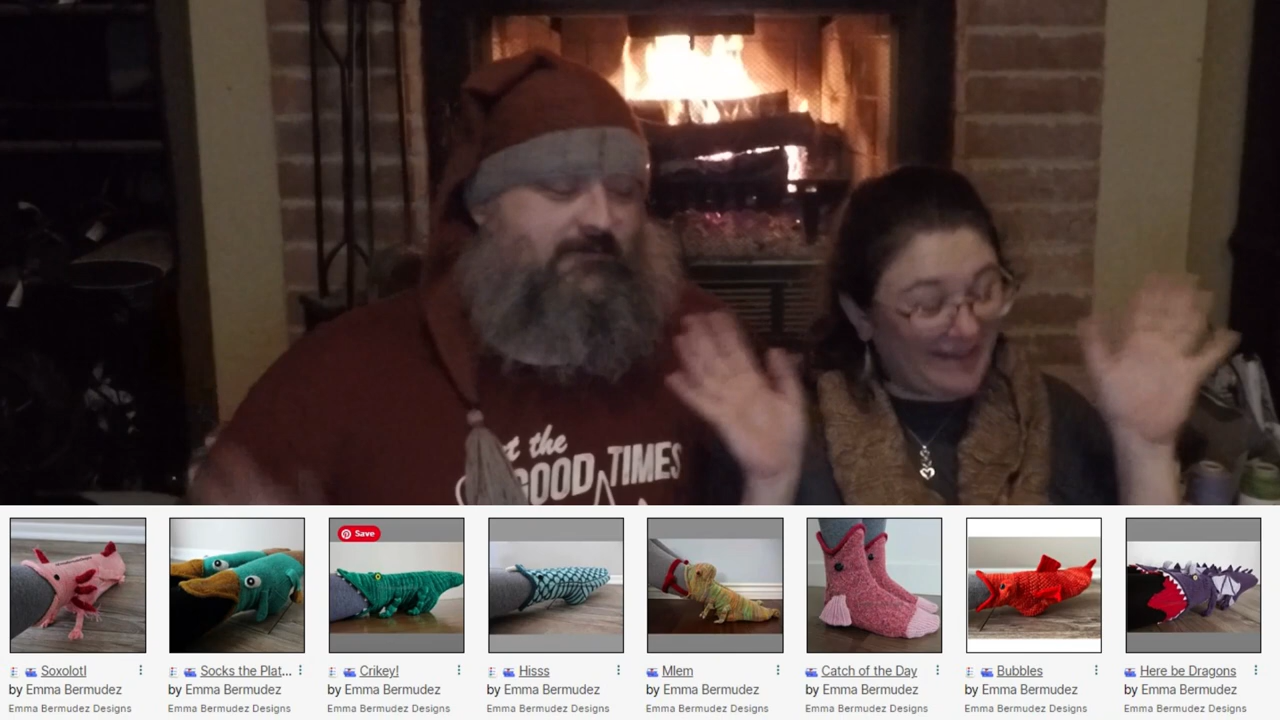 t the
GOOD TIMES
Save
Soxolotl
by Emma Bermudez
Emma Bermudez Designs
Socks the Plat...
by Emma Bermudez
Emma Bermudez Designs
Crikey!
by Emma Bermudez
Emma Bermudez Designs
Hisss
by Emma Bermudez
Emma Bermudez Designs
Mlem
by Emma Bermudez
Emma Bermudez Designs
Catch of the Day
by Emma Bermudez
Emma Bermudez Designs
Bubbles
by Emma Bermudez
Emma Bermudez Designs
Here be Dragons
by Emma Bermudez
Emma Bermudez Designs